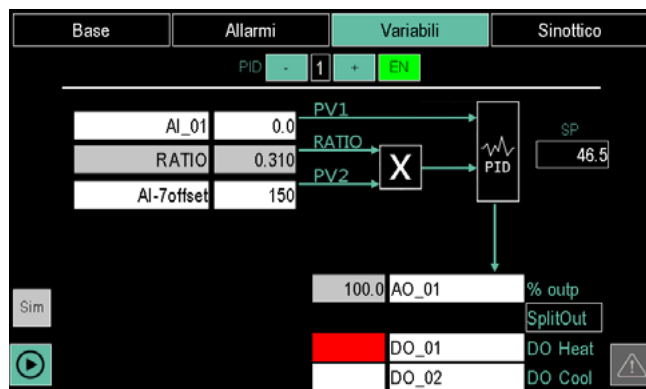 Base Allarmi Variabili Sinottico
PID - 1 + EN
PV1
AI_01 0.0
RATIO
RATIO 0.310
PV2
AI-7offset 150
X
PID
SP
46.5
100.0 AO_01 % outp
Sim
SplitOut
DO_01 DO Heat
DO_02 DO Cool